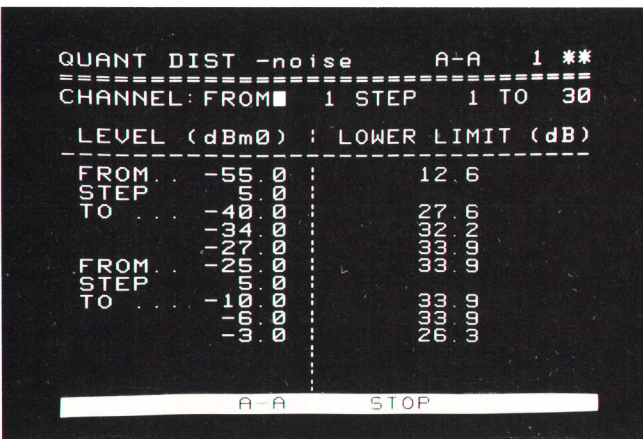 QUANT DIST -noise A-A 1 **
CHANNEL: FROM 1 STEP 1 TO 30
LEVEL (dBm0) LOWER LIMIT (dB)
FROM.. -55.0 12.6
STEP 5.0
TO ... -40.0 27.6
-34.0 32.2
-27.0 33.9
FROM.. -25.0 33.9
STEP 5.0
TO .... -10.0 33.9
-6.0 33.9
-3.0 26.3
A-A STOP